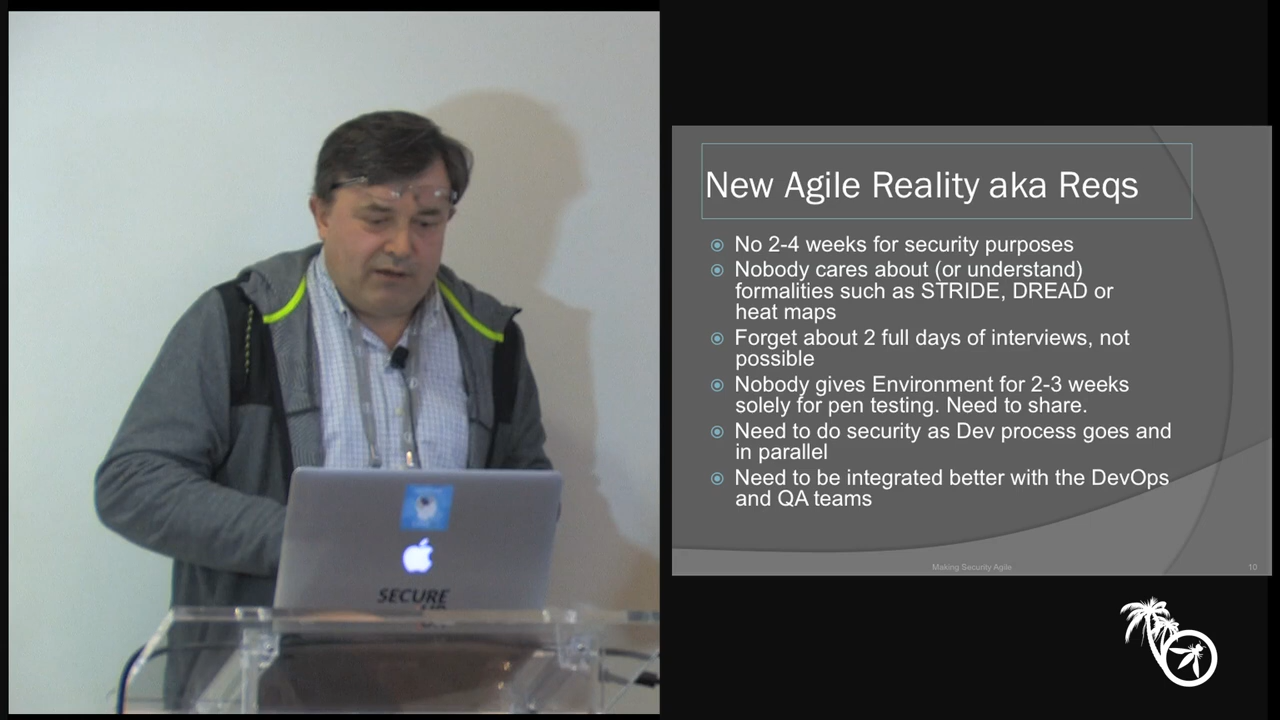 New Agile Reality aka Reqs
No 2-4 weeks for security purposes
Nobody cares about (or understand)
formalities such as STRIDE, DREAD or
heat maps
Forget about 2 full days of interviews, not
possible
Nobody gives Environment for 2-3 weeks
solely for pen testing. Need to share.
Need to do security as Dev process goes and
in parallel
Need to be integrated better with the DevOps
and QA teams
Making Security Agile
10
SECURE